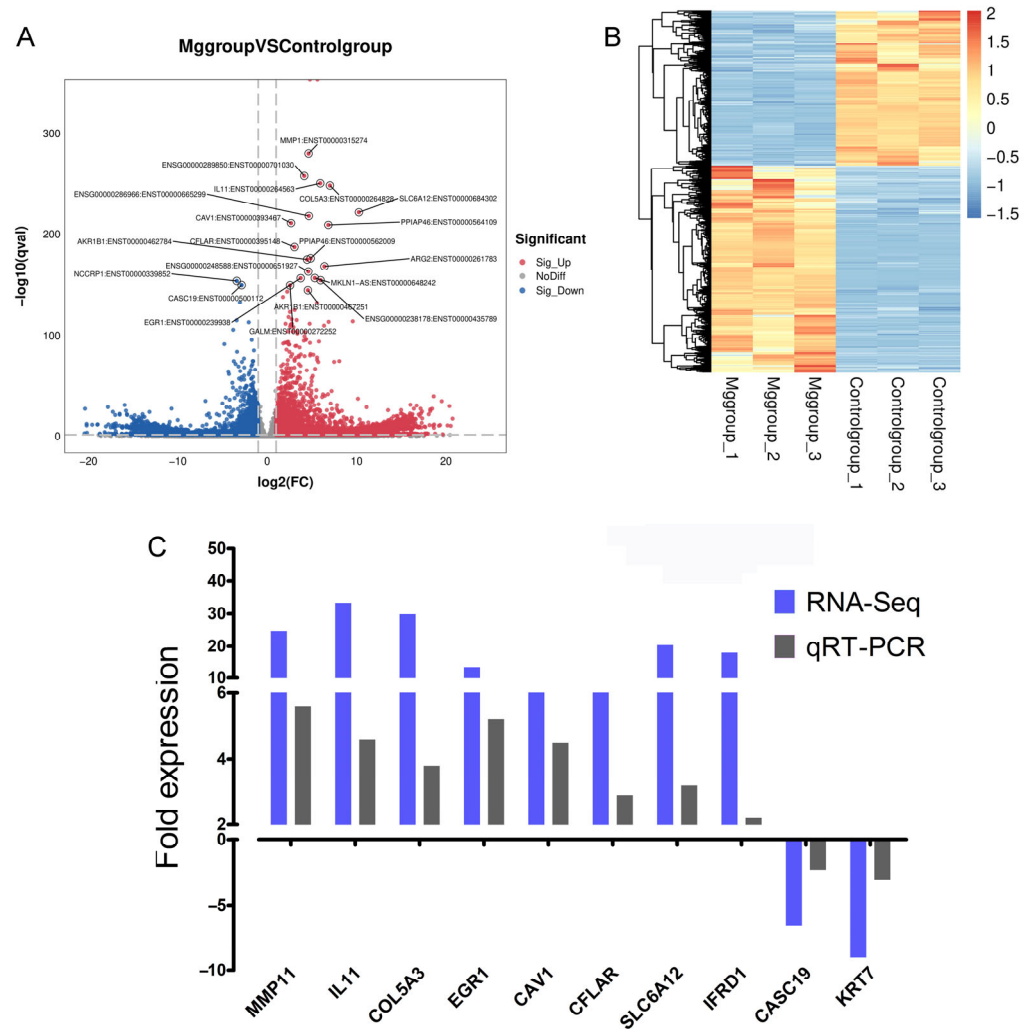 A
MggroupVSControlgroup
−log10(qval)
300
200
100
0
−20
−10
0
10
20
log2(FC)
MMP1:ENST00000315274
ENSG00000289850:ENST00000701030
IL11:ENST00000264563
COL5A3:ENST00000264828
SLC6A12:ENST00000684302
ENSG00000286966:ENST00000665299
CAV1:ENST00000393467
PPIAP46:ENST00000564109
AKR1B1:ENST00000462784
CFLAR:ENST00000395148
PPIAP46:ENST00000562009
ARG2:ENST00000261783
ENSG00000248588:ENST00000651927
NCCRP1:ENST00000339852
MKLN1−AS:ENST00000648242
CASC19:ENST00000500112
AKR1B1:ENST00000467251
EGR1:ENST00000239938
ENSG00000238178:ENST00000435789
GALM:ENST00000272252
Significant
Sig_Up
NoDiff
Sig_Down
B
2
1.5
1
0.5
0
−0.5
−1
−1.5
Mggroup_1
Mggroup_2
Mggroup_3
Controlgroup_1
Controlgroup_2
Controlgroup_3
C
Fold expression
50
40
30
20
10
6
4
2
0
−5
−10
RNA-Seq
qRT-PCR
MMP11
IL11
COL5A3
EGR1
CAV1
CFLAR
SLC6A12
IFRD1
CASC19
KRT7